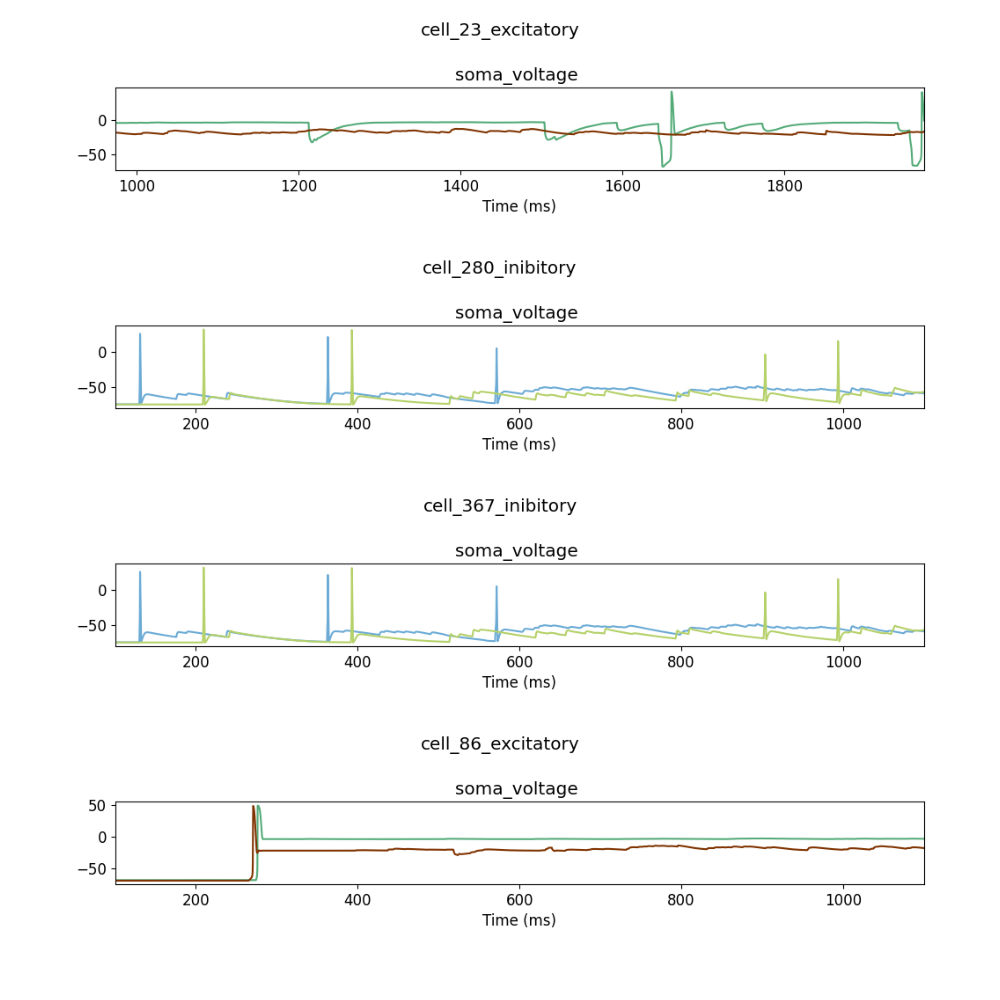 cell_23_excitatory
soma_voltage
0
−50
1000 1200 1400 1600 1800
Time (ms)
cell_280_inibitory
soma_voltage
0
−50
200 400 600 800 1000
Time (ms)
cell_367_inibitory
soma_voltage
0
−50
200 400 600 800 1000
Time (ms)
cell_86_excitatory
soma_voltage
50
0
−50
200 400 600 800 1000
Time (ms)